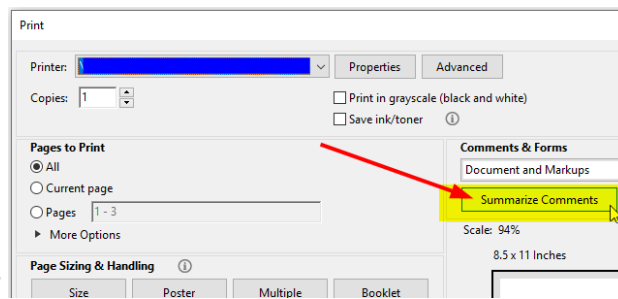 Print
Printer: Properties Advanced
Copies: 1 Print in grayscale (black and white)
Save ink/toner
Pages to Print
All
Current page
Pages 1 - 3
More Options
Comments & Forms
Document and Markups
Summarize Comments
Scale: 94%
8.5 x 11 Inches
Page Sizing & Handling
Size Poster Multiple Booklet